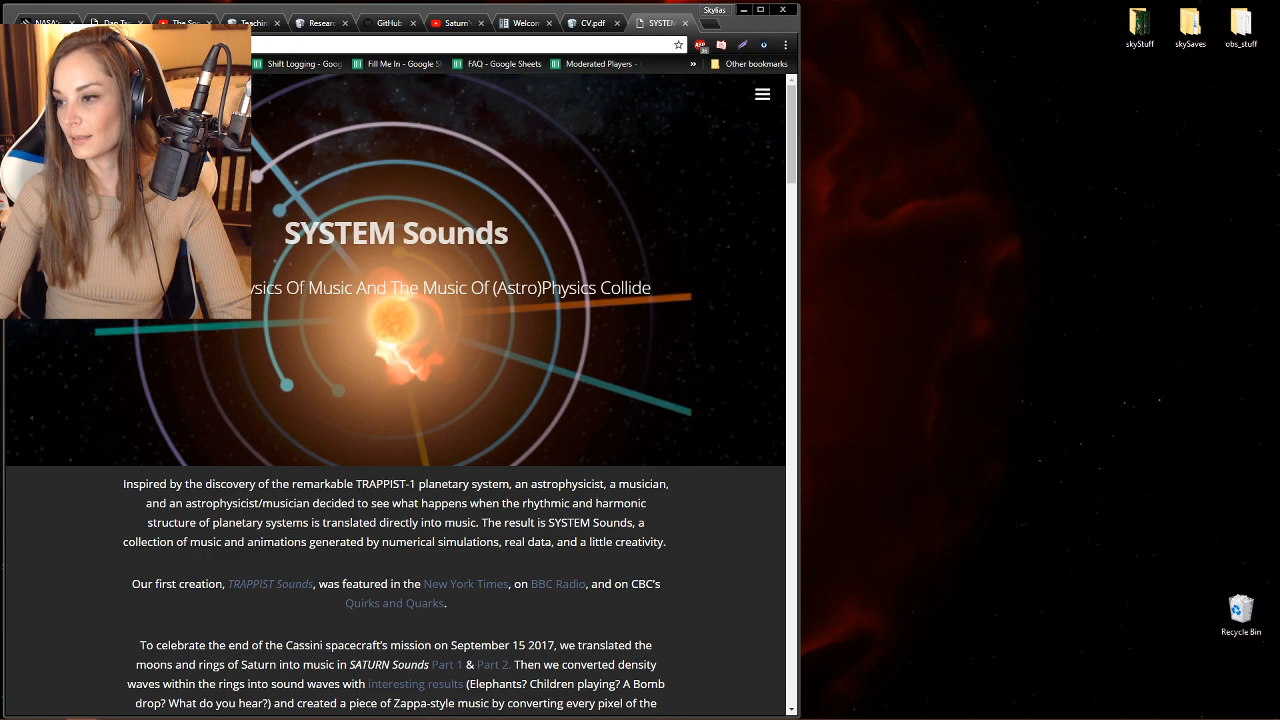 Skylias
NASA's
Dan Ta
The So
Teachin
Resear
GitHub
Saturn's
Welcon
CV.pdf
SYSTEM
Shift Logging - Goog
Fill Me In - Google S
FAQ - Google Sheets
Moderated Players -
»
Other bookmarks
skyStuff
skySaves
obs_stuff
SYSTEM Sounds
ysics Of Music And The Music Of (Astro)Physics Collide
Inspired by the discovery of the remarkable TRAPPIST-1 planetary system, an astrophysicist, a musician,
and an astrophysicist/musician decided to see what happens when the rhythmic and harmonic
structure of planetary systems is translated directly into music. The result is SYSTEM Sounds, a
collection of music and animations generated by numerical simulations, real data, and a little creativity.
Our first creation, TRAPPIST Sounds, was featured in the New York Times, on BBC Radio, and on CBC's
Quirks and Quarks.
To celebrate the end of the Cassini spacecraft's mission on September 15 2017, we translated the
moons and rings of Saturn into music in SATURN Sounds Part 1 & Part 2. Then we converted density
waves within the rings into sound waves with interesting results (Elephants? Children playing? A Bomb
drop? What do you hear?) and created a piece of Zappa-style music by converting every pixel of the
Recycle Bin